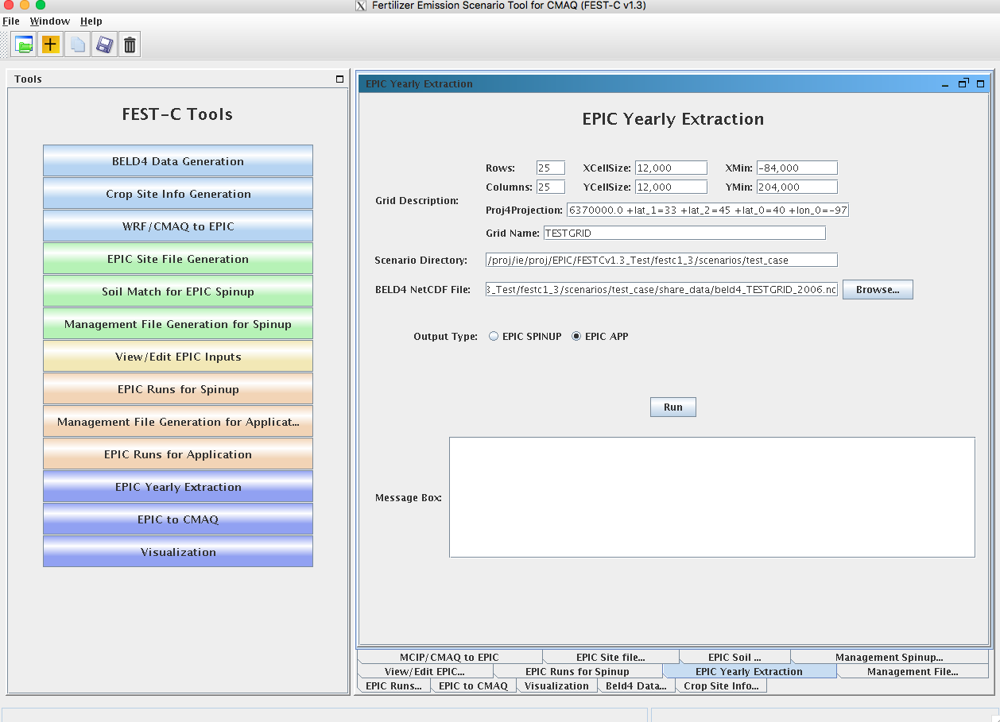 Fertilizer Emission Scenario Tool for CMAQ (FEST-C v1.3)
File Window Help
Tools
FEST-C Tools
BELD4 Data Generation
Crop Site Info Generation
WRF/CMAQ to EPIC
EPIC Site File Generation
Soil Match for EPIC Spinup
Management File Generation for Spinup
View/Edit EPIC Inputs
EPIC Runs for Spinup
Management File Generation for Applicat...
EPIC Runs for Application
EPIC Yearly Extraction
EPIC to CMAQ
Visualization
EPIC Yearly Extraction
EPIC Yearly Extraction
Grid Description:
Rows: 25 XCellSize: 12,000 XMin: -84,000
Columns: 25 YCellSize: 12,000 YMin: 204,000
Proj4Projection: 6370000.0 +lat_1=33 +lat_2=45 +lat_0=40 +lon_0=-97
Grid Name: TESTGRID
Scenario Directory: /proj/ie/proj/EPIC/FESTCv1.3_Test/festc1_3/scenarios/test_case
BELD4 NetCDF File: 3_Test/festc1_3/scenarios/test_case/share_data/beld4_TESTGRID_2006.nc Browse...
Output Type: EPIC SPINUP EPIC APP
Run
Message Box:
MCIP/CMAQ to EPIC EPIC Site file... EPIC Soil ... Management Spinup...
View/Edit EPIC... EPIC Runs for Spinup EPIC Yearly Extraction Management File...
EPIC Runs... EPIC to CMAQ Visualization Beld4 Data... Crop Site Info...